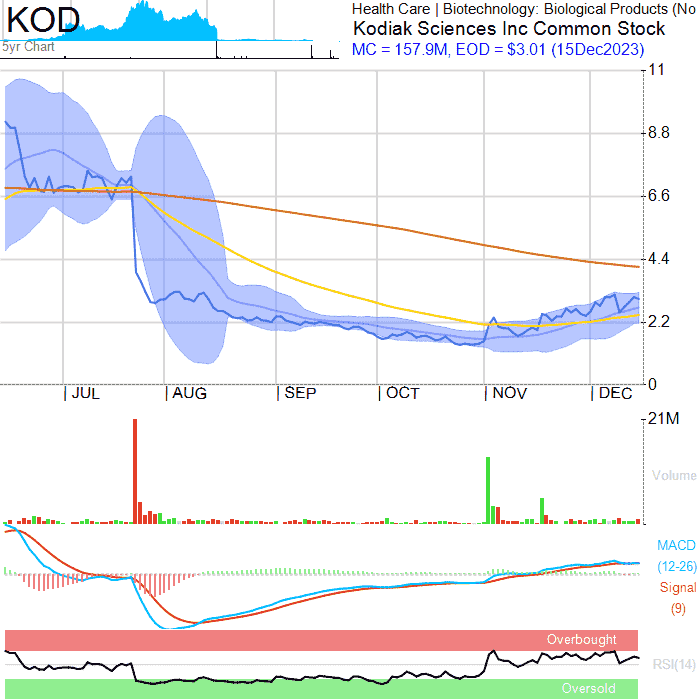 KOD
5yr Chart
Health Care | Biotechnology: Biological Products (No
Kodiak Sciences Inc Common Stock
MC = 157.9M, EOD = $3.01 (15Dec2023)
11
8.8
6.6
4.4
2.2
0
JUL AUG SEP OCT NOV DEC
21M
Volume
MACD
(12-26)
Signal
(9)
Overbought
RSI(14)
Oversold